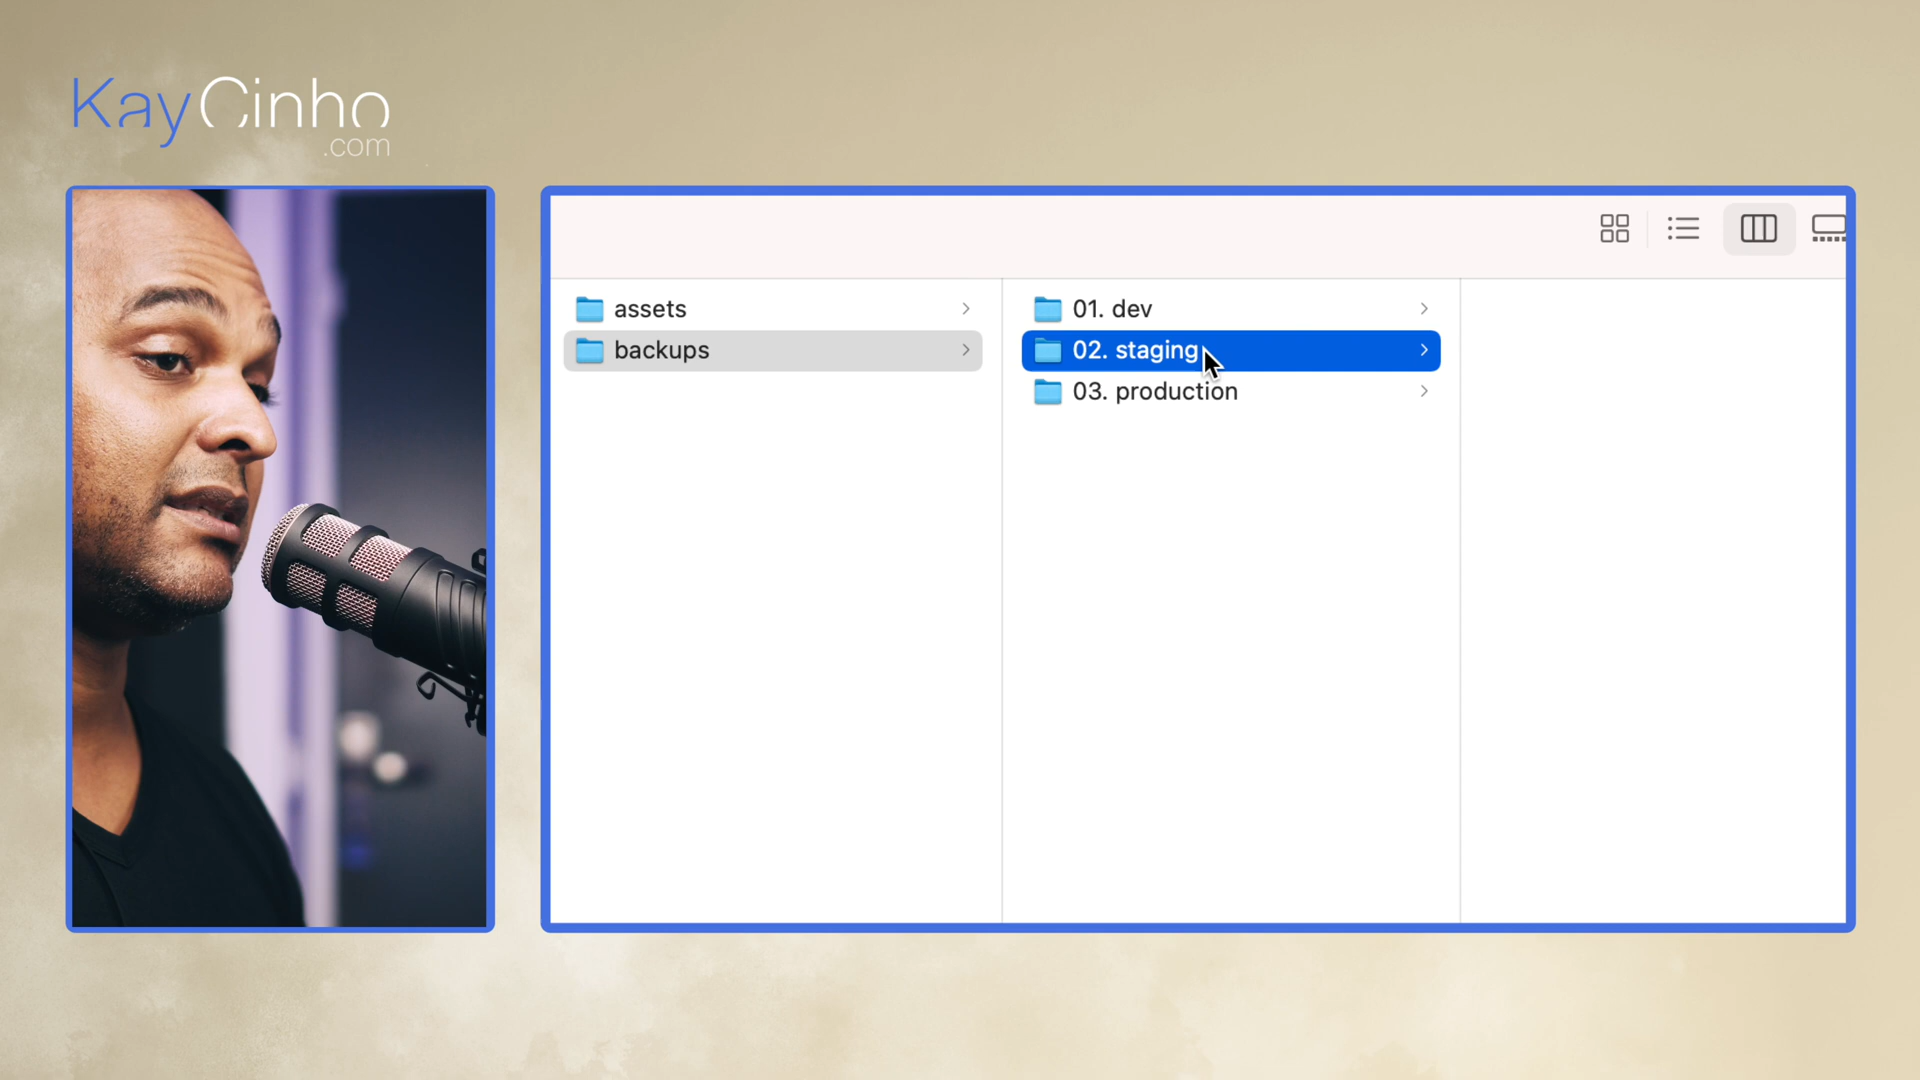 KayCinho
.com
assets
backups
01. dev
02. staging
03. production